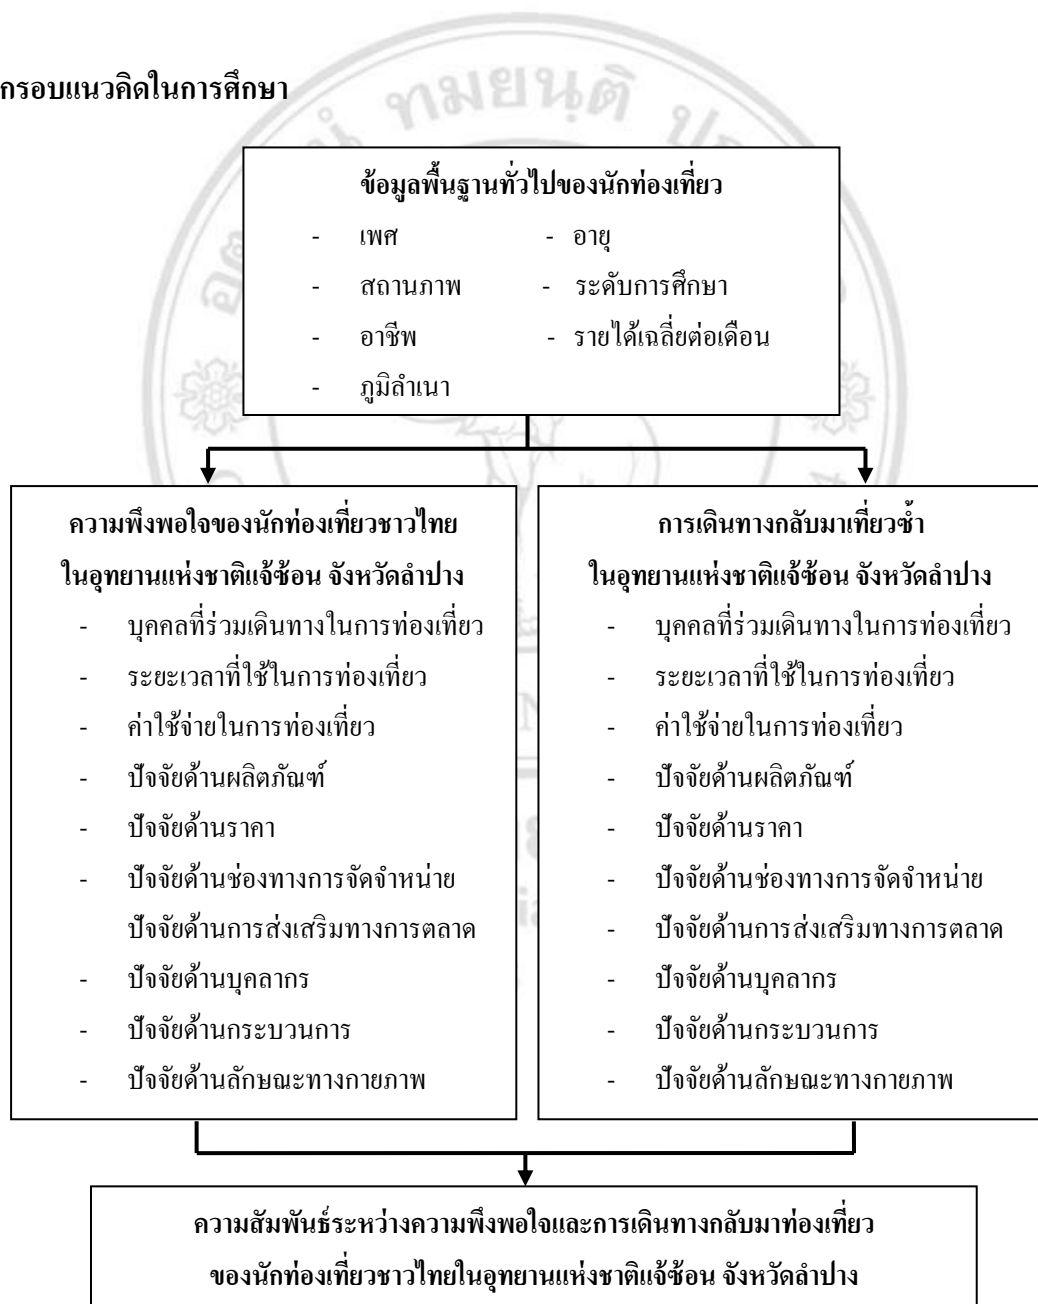 กรอบแนวคิดในการศึกษา
ทมยนฺติ
ข้อมูลพื้นฐานทั่วไปของนักท่องเที่ยว
- เพศ - อายุ
- สถานภาพ - ระดับการศึกษา
- อาชีพ - รายได้เฉลี่ยต่อเดือน
- ภูมิลำเนา
ความพึงพอใจของนักท่องเที่ยวชาวไทย
ในอุทยานแห่งชาติแจ้ซ้อน จังหวัดลำปาง
- บุคคลที่ร่วมเดินทางในการท่องเที่ยว
- ระยะเวลาที่ใช้ในการท่องเที่ยว
- ค่าใช้จ่ายในการท่องเที่ยว
- ปัจจัยด้านผลิตภัณฑ์
- ปัจจัยด้านราคา
- ปัจจัยด้านช่องทางการจัดจำหน่าย
ปัจจัยด้านการส่งเสริมทางการตลาด
- ปัจจัยด้านบุคลากร
- ปัจจัยด้านกระบวนการ
- ปัจจัยด้านลักษณะทางกายภาพ
การเดินทางกลับมาเที่ยวซ้ำ
ในอุทยานแห่งชาติแจ้ซ้อน จังหวัดลำปาง
- บุคคลที่ร่วมเดินทางในการท่องเที่ยว
- ระยะเวลาที่ใช้ในการท่องเที่ยว
- ค่าใช้จ่ายในการท่องเที่ยว
- ปัจจัยด้านผลิตภัณฑ์
- ปัจจัยด้านราคา
- ปัจจัยด้านช่องทางการจัดจำหน่าย
- ปัจจัยด้านการส่งเสริมทางการตลาด
- ปัจจัยด้านบุคลากร
- ปัจจัยด้านกระบวนการ
- ปัจจัยด้านลักษณะทางกายภาพ
ความสัมพันธ์ระหว่างความพึงพอใจและการเดินทางกลับมาท่องเที่ยว
ของนักท่องเที่ยวชาวไทยในอุทยานแห่งชาติแจ้ซ้อน จังหวัดลำปาง